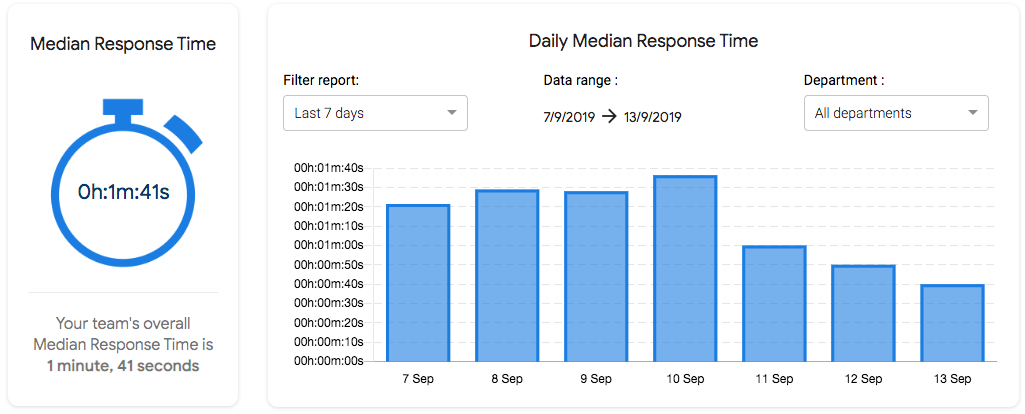 Median Response Time
0h:1m:41s
Your team's overall
Median Response Time is
1 minute, 41 seconds
Daily Median Response Time
Filter report:
Last 7 days
Data range :
7/9/2019 → 13/9/2019
Department :
All departments
00h:01m:40s
00h:01m:30s
00h:01m:20s
00h:01m:10s
00h:01m:00s
00h:00m:50s
00h:00m:40s
00h:00m:30s
00h:00m:20s
00h:00m:10s
00h:00m:00s
7 Sep
8 Sep
9 Sep
10 Sep
11 Sep
12 Sep
13 Sep